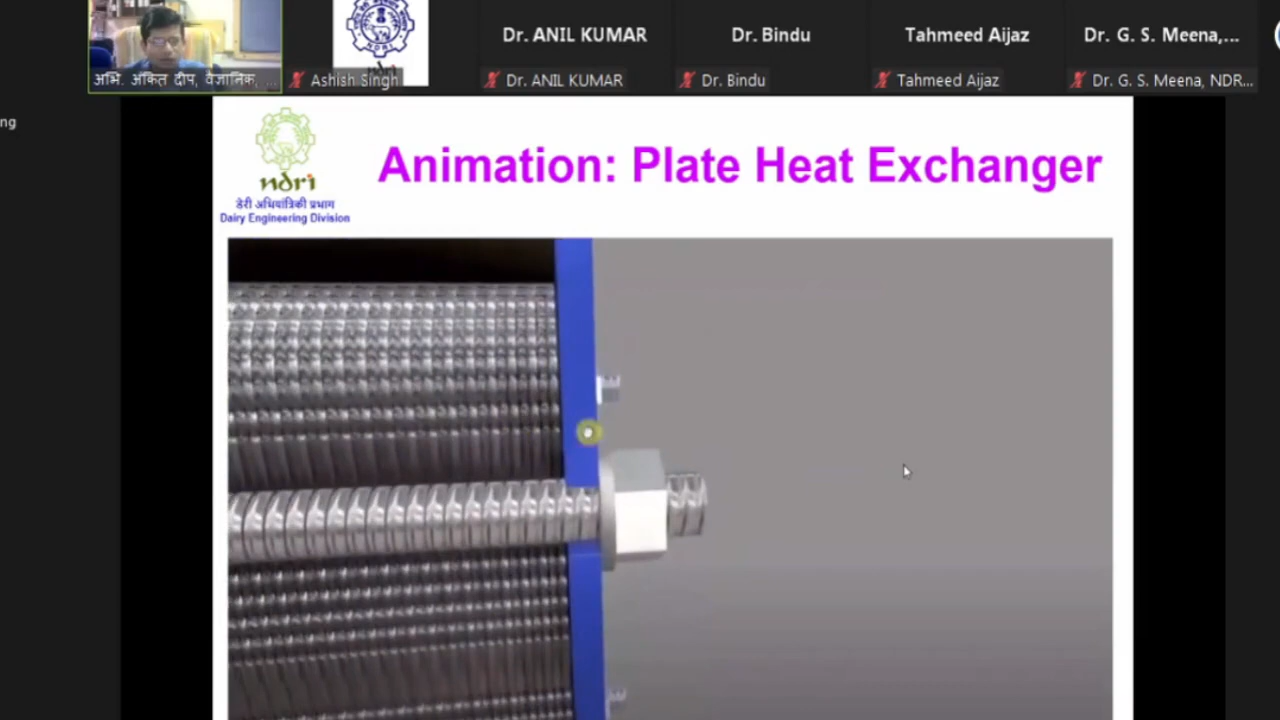 Dr. ANIL KUMAR
Dr. Bindu
Tahmeed Aijaz
Dr. G. S. Meena,...
अभि. अंकित दीप, वैज्ञानिक, ...
Ashish Singh
Dr. ANIL KUMAR
Dr. Bindu
Tahmeed Aijaz
Dr. G. S. Meena, NDR...
ng
Animation: Plate Heat Exchanger
ndri
डेरी अभियांत्रिकी प्रभाग
Dairy Engineering Division